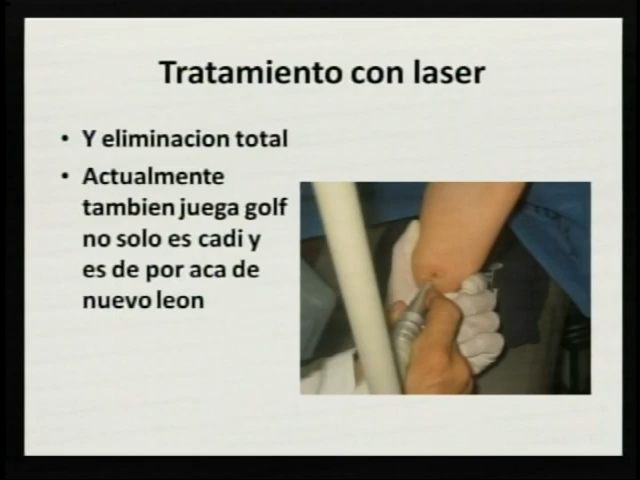 Tratamiento con laser
• Y eliminacion total
• Actualmente
tambien juega golf
no solo es cadi y
es de por aca de
nuevo leon